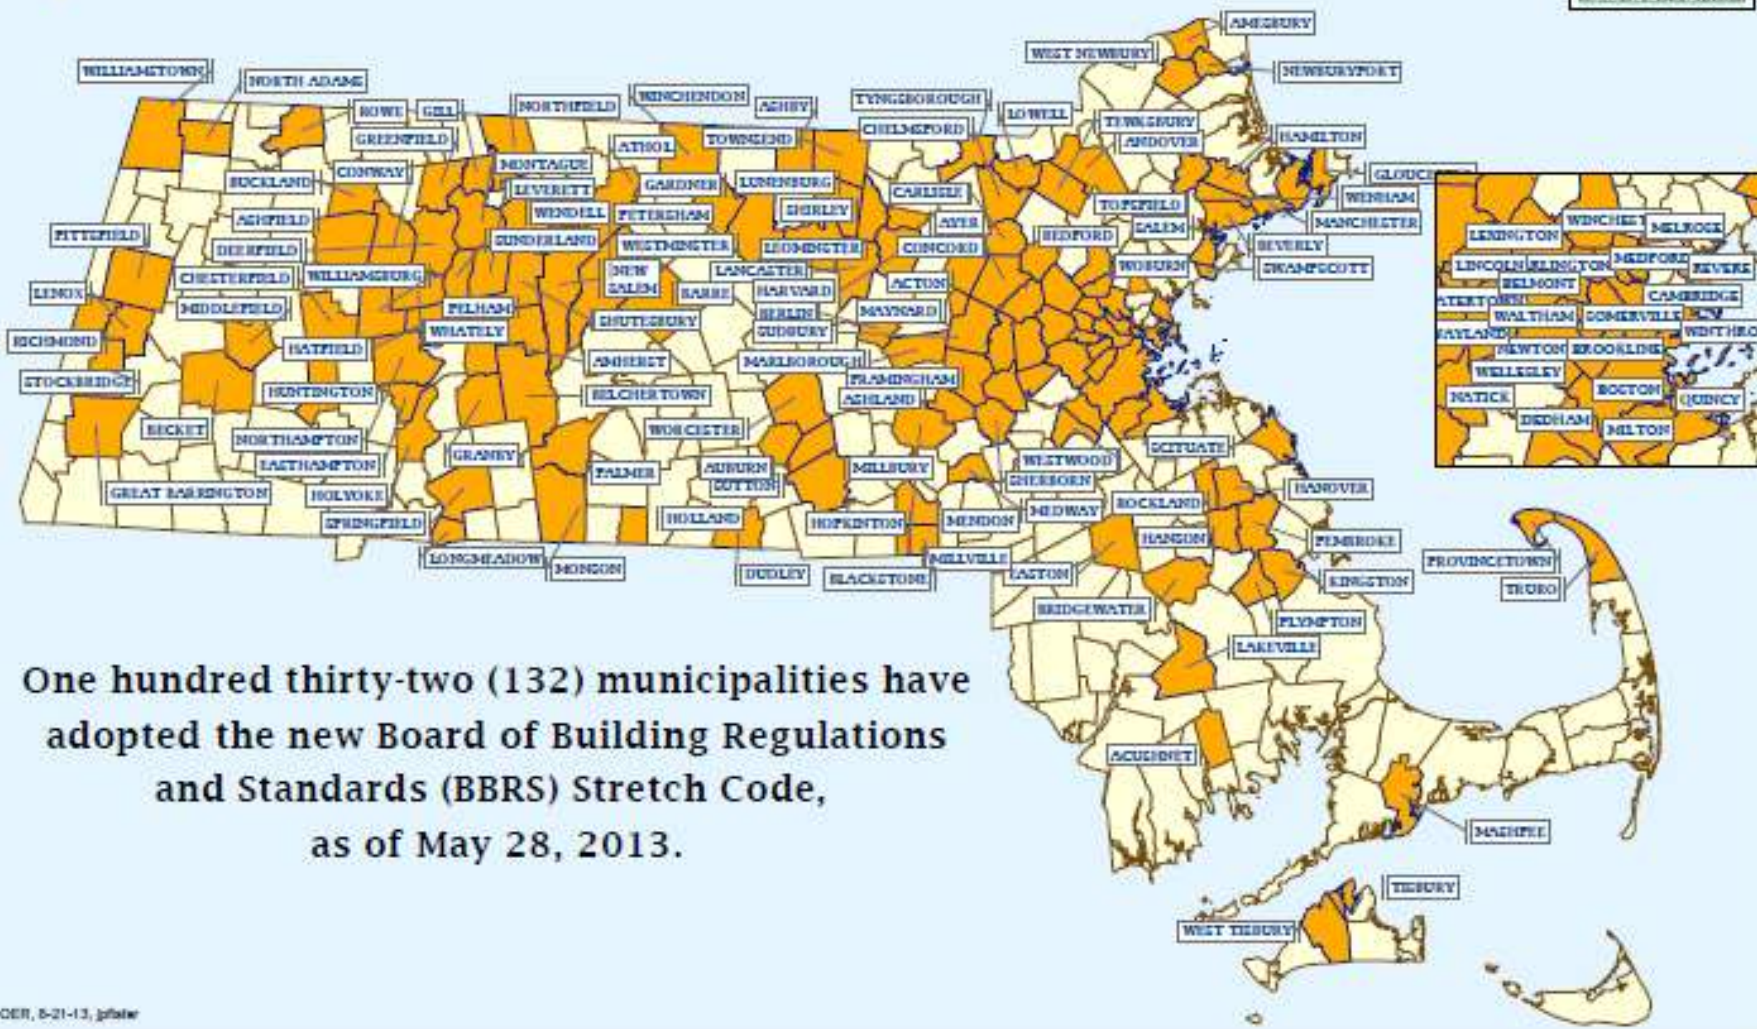 AMESBURY
WEST NEWBURY
NEWBURYPORT
WILLIAMSTOWN
NORTH ADAMS
ROWE
GILL
NORTHFIELD
WINCHENDON
ASHBY
TYNGSBOROUGH
LOWELL
TEWKSBURY
HAMILTON
GREENFIELD
ATHOL
TOWNSEND
CHELMSFORD
ANDOVER
BUCKLAND
CONWAY
MONTAGUE
LEVERETT
GARDNER
LUNENBURG
CARLISLE
WENHAM
ASHFIELD
WENDELL
PETERSHAM
SHIRLEY
TOPSFIELD
AYER
SALEM
MANCHESTER
PITTSFIELD
DEERFIELD
SUNDERLAND
WESTMINSTER
LEOMINSTER
CONCORD
BEDFORD
BEVERLY
CHESTERFIELD
WILLIAMSBURG
NEW
SALEM
LANCASTER
WOBURN
SWAMPSCOTT
LENOX
MIDDLEFIELD
PELHAM
BARRE
HARVARD
ACTON
WHATELY
SHUTESBURY
BERLIN
SUDBURY
MAYNARD
RICHMOND
HATFIELD
AMHERST
MARLBOROUGH
STOCKBRIDGE
HUNTINGTON
BELCHERTOWN
FRAMINGHAM
ASHLAND
BECKET
NORTHAMPTON
WORCESTER
EASTHAMPTON
GRANBY
PALMER
AUBURN
SUTTON
MILLBURY
WESTWOOD
SHERBORN
SCITUATE
GREAT BARRINGTON
HOLYOKE
SPRINGFIELD
HOLLAND
HOPKINTON
MENDON
MEDWAY
ROCKLAND
HANOVER
LONGMEADOW
MONSON
DUDLEY
BLACKSTONE
MILLVILLE
EASTON
HANSON
PEMBROKE
KINGSTON
BRIDGEWATER
PLYMPTON
LAKEVILLE
ACUSHNET
PROVINCETOWN
TRURO
MASHPEE
TISBURY
WEST TISBURY
LEXINGTON
MELROSE
LINCOLN
MEDFORD
REVERE
BELMONT
CAMBRIDGE
WALTHAM
SOMERVILLE
WINTHRO
NEWTON
BROOKLINE
WELLESLEY
NATICK
BOSTON
QUINCY
DEDHAM
MILTON
One hundred thirty-two (132) municipalities have
adopted the new Board of Building Regulations
and Standards (BBRS) Stretch Code,
as of May 28, 2013.